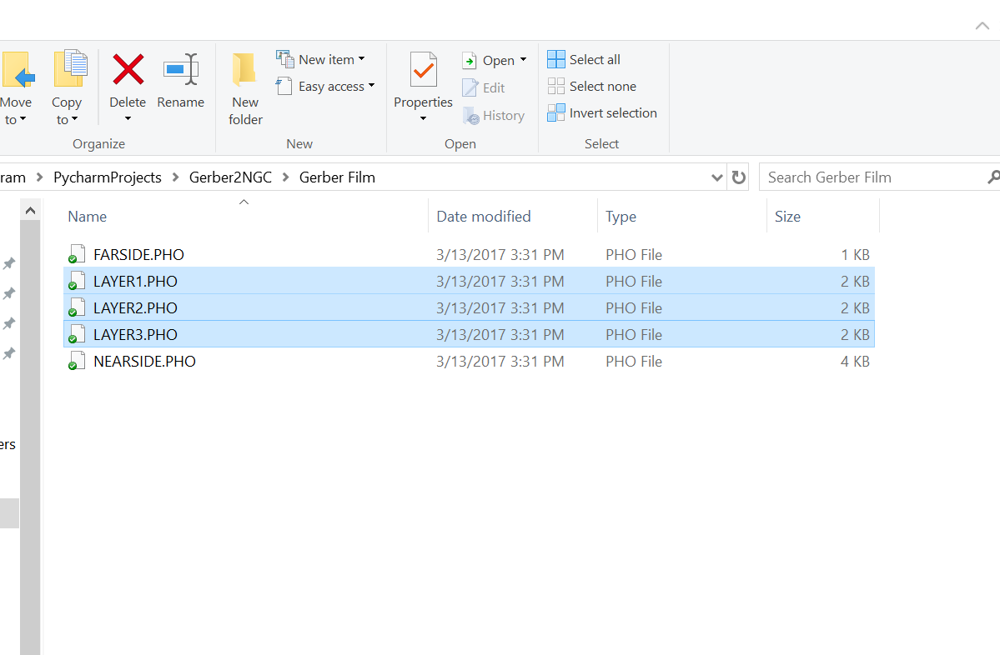 Move to
Copy to
Delete
Rename
New folder
New item
Easy access
Properties
Open
Edit
History
Select all
Select none
Invert selection
Organize
New
Open
Select
ram > PycharmProjects > Gerber2NGC > Gerber Film
Search Gerber Film
Name Date modified Type Size
FARSIDE.PHO 3/13/2017 3:31 PM PHO File 1 KB
LAYER1.PHO 3/13/2017 3:31 PM PHO File 2 KB
LAYER2.PHO 3/13/2017 3:31 PM PHO File 2 KB
LAYER3.PHO 3/13/2017 3:31 PM PHO File 2 KB
NEARSIDE.PHO 3/13/2017 3:31 PM PHO File 4 KB
ers